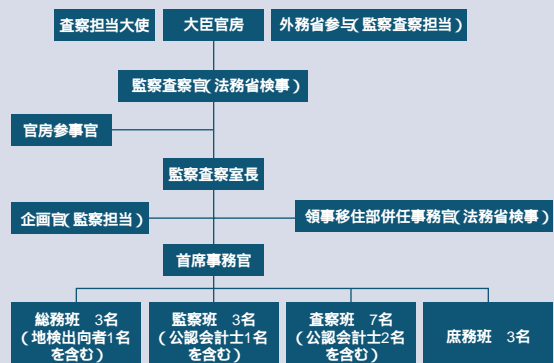 査察担当大使
大臣官房
外務省参与(監察査察担当)
監察査察官(法務省検事)
官房参事官
監察査察室長
企画官(監察担当)
領事移住部併任事務官(法務省検事)
首席事務官
総務班 3名
(地検出向者1名
を含む)
監察班 3名
(公認会計士1名
を含む)
査察班 7名
(公認会計士2名
を含む)
庶務班 3名